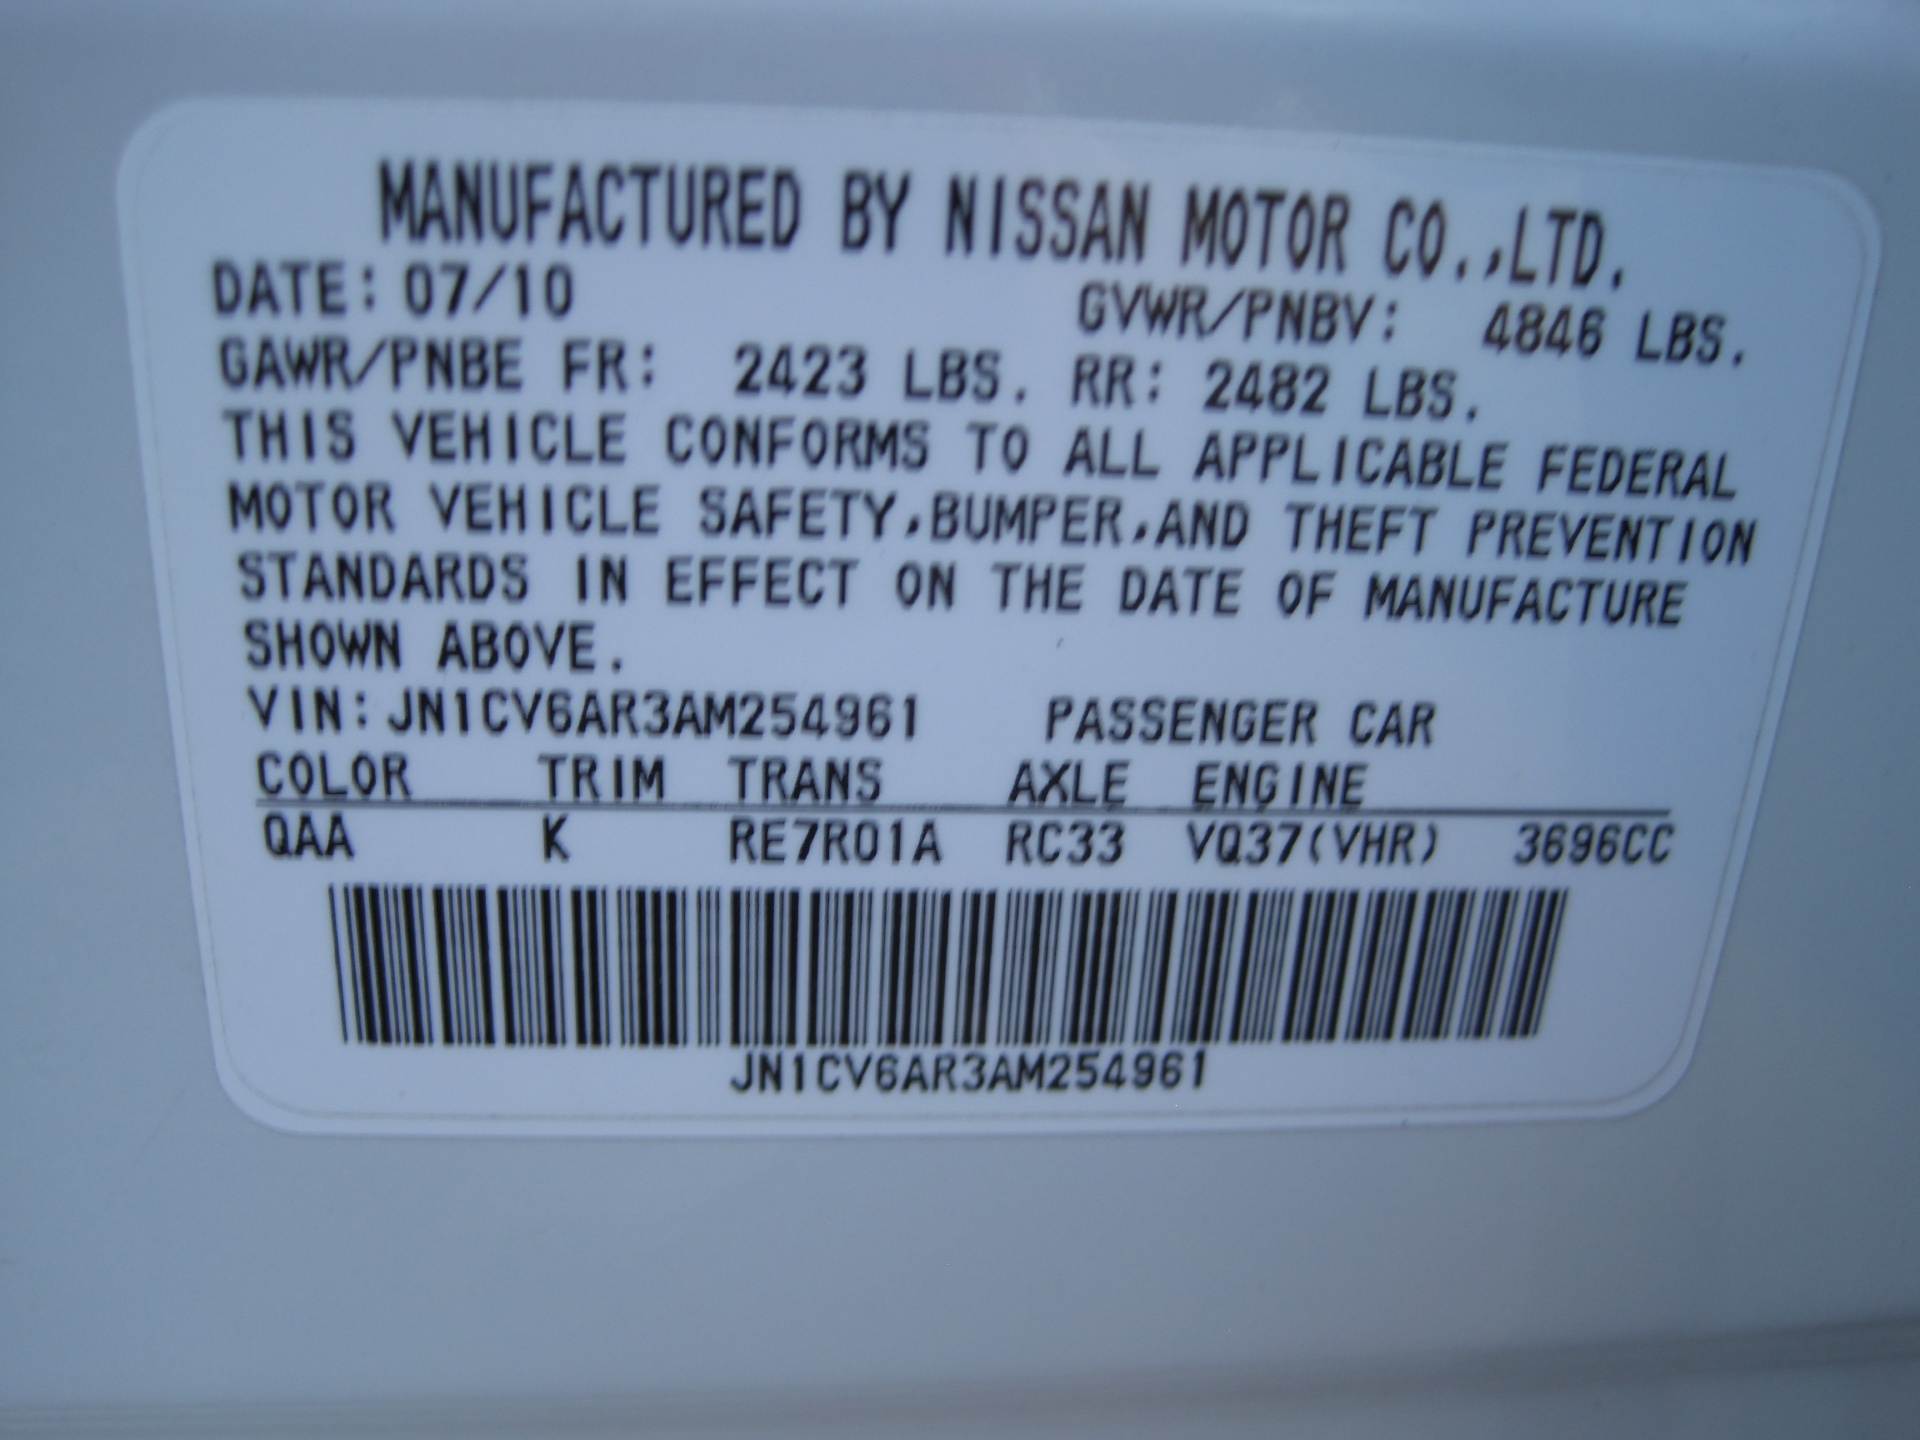 MANUFACTURED BY NISSAN MOTOR CO.,LTD.
DATE: 07/10 GVWR/PNBV: 4846 LBS.
GAWR/PNBE FR: 2423 LBS. RR: 2482 LBS.
THIS VEHICLE CONFORMS TO ALL APPLICABLE FEDERAL
MOTOR VEHICLE SAFETY,BUMPER,AND THEFT PREVENTION
STANDARDS IN EFFECT ON THE DATE OF MANUFACTURE
SHOWN ABOVE.
VIN:JN1CV6AR3AM254961 PASSENGER CAR
COLOR TRIM TRANS AXLE ENGINE
QAA K RE7R01A RC33 VQ37(VHR) 3696CC
JN1CV6AR3AM254961